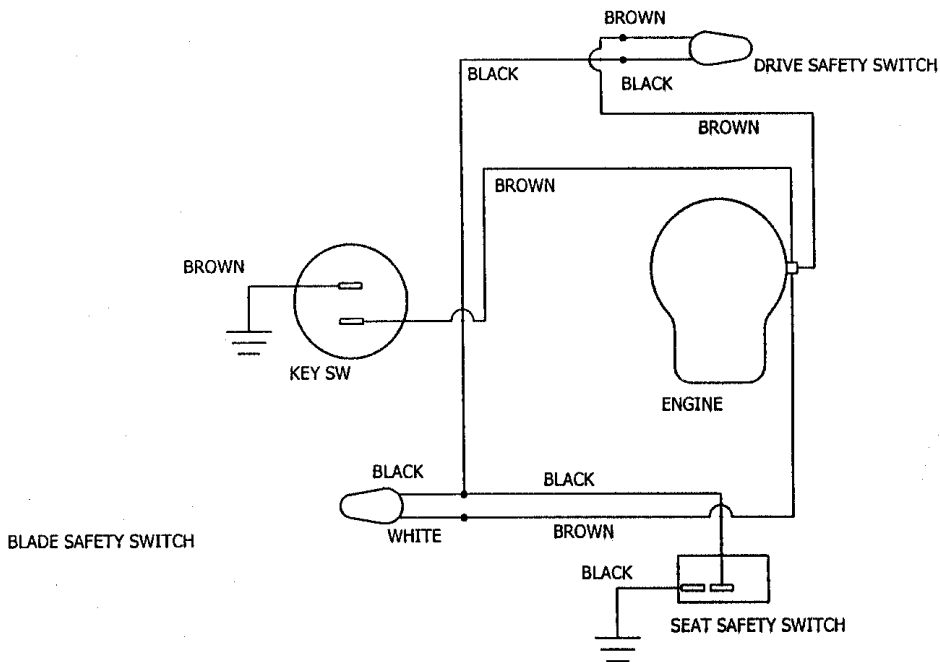 BROWN
DRIVE SAFETY SWITCH
BLACK
BLACK
BROWN
BROWN
BROWN
KEY SW
ENGINE
BLACK
BLACK
WHITE
BROWN
BLADE SAFETY SWITCH
BLACK
SEAT SAFETY SWITCH